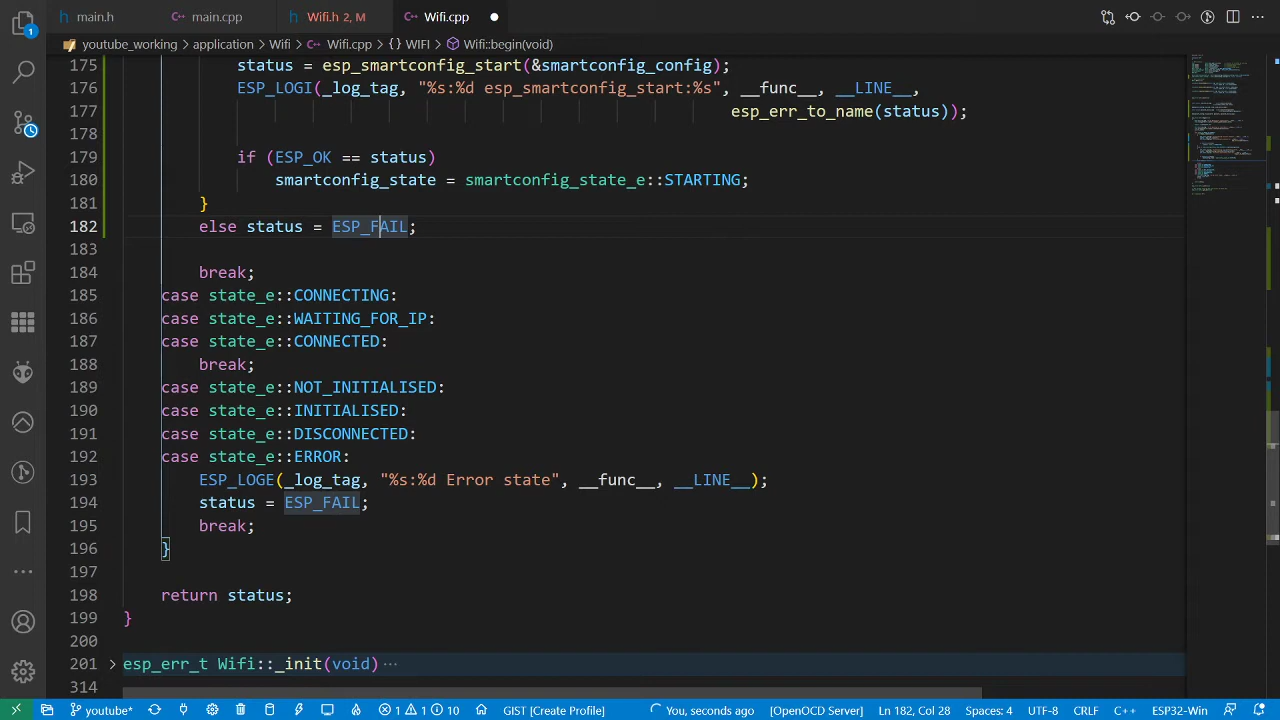 main.h
main.cpp
Wifi.h 2, M
Wifi.cpp
youtube_working > application > Wifi > Wifi.cpp > {} WIFI > Wifi::begin(void)
175 status = esp_smartconfig_start(&smartconfig_config);
176 ESP_LOGI(_log_tag, "%s:%d esp_smartconfig_start:%s", __func__, __LINE__,
177 esp_err_to_name(status));
178
179 if (ESP_OK == status)
180 smartconfig_state = smartconfig_state_e::STARTING;
181 }
182 else status = ESP_FAIL;
183
184 break;
185 case state_e::CONNECTING:
186 case state_e::WAITING_FOR_IP:
187 case state_e::CONNECTED:
188 break;
189 case state_e::NOT_INITIALISED:
190 case state_e::INITIALISED:
191 case state_e::DISCONNECTED:
192 case state_e::ERROR:
193 ESP_LOGE(_log_tag, "%s:%d Error state", __func__, __LINE__);
194 status = ESP_FAIL;
195 break;
196 }
197
198 return status;
199 }
200
201 > esp_err_t Wifi::_init(void) ···
314
1
youtube* 1 1 10 GIST [Create Profile] You, seconds ago [OpenOCD Server] Ln 182, Col 28 Spaces: 4 UTF-8 CRLF C++ ESP32-Win